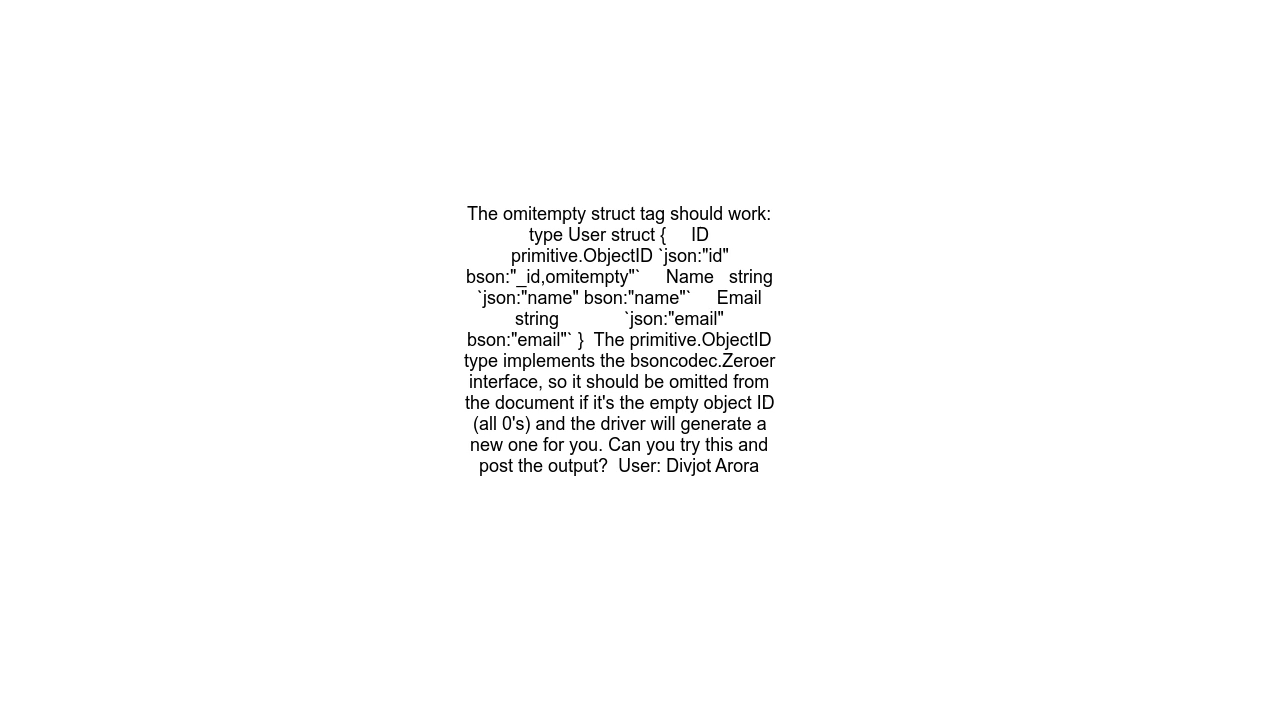 The omitempty struct tag should work:
type User struct {     ID
primitive.ObjectID `json:"id"
bson:"_id,omitempty"`     Name   string
`json:"name" bson:"name"`     Email
string             `json:"email"
bson:"email"` }  The primitive.ObjectID
type implements the bsoncodec.Zeroer
interface, so it should be omitted from
the document if it's the empty object ID
(all 0's) and the driver will generate a
new one for you. Can you try this and
post the output?  User: Divjot Arora